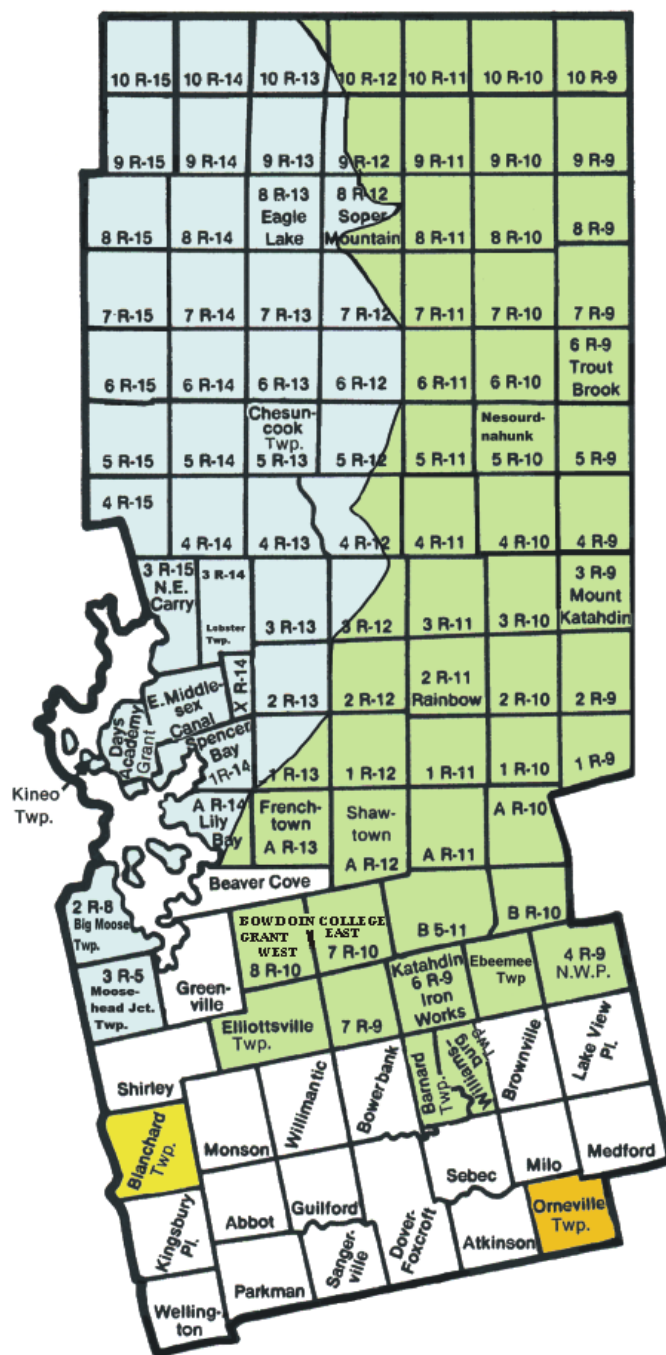 10 R-15 10 R-14 10 R-13 10 R-12 10 R-11 10 R-10 10 R-9
9 R-15 9 R-14 9 R-13 9 R-12 9 R-11 9 R-10 9 R-9
8 R-15 8 R-14
8 R-13
Eagle
Lake
8 R-12
Soper
Mountain
8 R-11 8 R-10 8 R-9
7 R-15 7 R-14 7 R-13 7 R-12 7 R-11 7 R-10 7 R-9
6 R-15 6 R-14 6 R-13 6 R-12 6 R-11 6 R-10
6 R-9
Trout
Brook
5 R-15 5 R-14
Chesun-
cook
Twp.
5 R-13
5 R-12 5 R-11
Nesourd-
nahunk
5 R-10
5 R-9
4 R-15 4 R-14 4 R-13 4 R-12 4 R-11 4 R-10 4 R-9
3 R-15
N.E.
Carry
3 R-14
Lobster
Twp.
3 R-13 3 R-12 3 R-11 3 R-10
3 R-9
Mount
Katahdin
Days
Academy
Grant
E. Middle-
sex
Canal
X R-14
2 R-13 2 R-12
2 R-11
Rainbow
2 R-10 2 R-9
Kineo
Twp.
Spencer
Bay
1 R-14
1 R-13 1 R-12 1 R-11 1 R-10 1 R-9
A R-14
Lily
Bay
French-
town
A R-13
Shaw-
town
A R-12
A R-11 A R-10
Beaver Cove
2 R-8
Big Moose
Twp.
BOWDOIN COLLEGE
GRANT EAST
WEST
8 R-10 7 R-10
B 5-11 B R-10
3 R-5
Moose-
head Jct.
Twp.
Green-
ville
Elliottsville
Twp.
7 R-9
Katahdin
6 R-9
Iron
Works
Ebeemee
Twp
4 R-9
N.W.P.
Shirley
Willimantic
Bowerbank
Barnard
Twp.
Williams-
burg
Twp.
Brownville
Lake View
Pl.
Blanchard
Twp.
Monson
Sebec
Milo
Medford
Kingsbury
Pl.
Abbot
Guilford
Dover-
Foxcroft
Atkinson
Orneville
Twp.
Welling-
ton
Parkman
Sanger-
ville